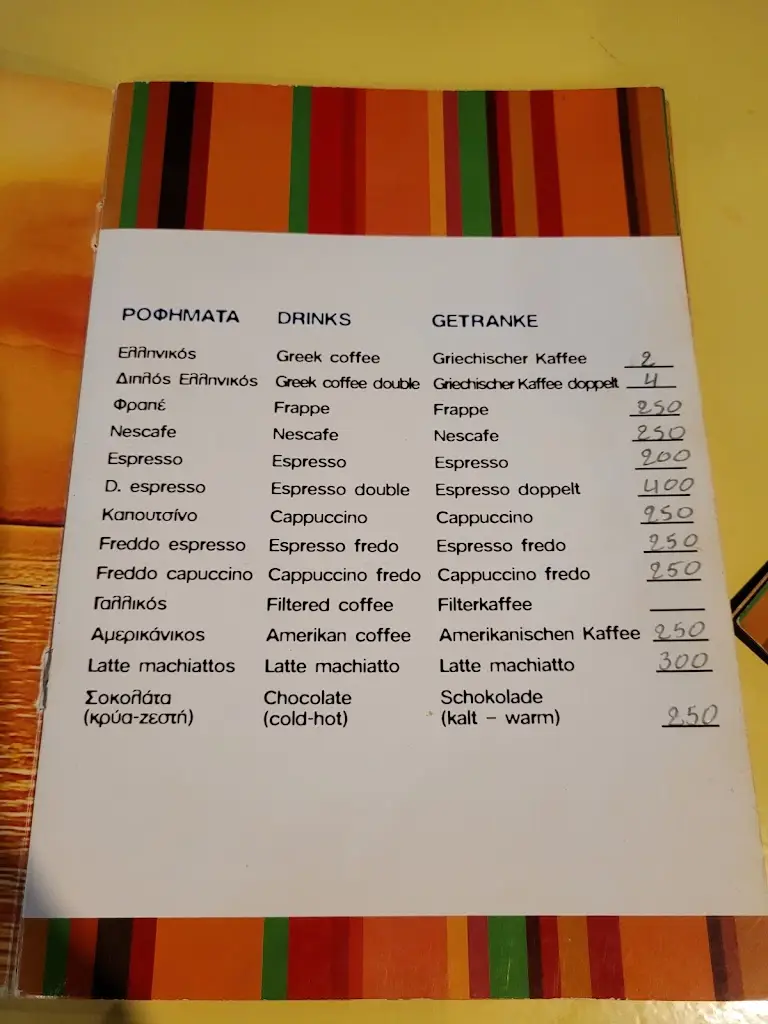 ΡΟΦΗΜΑΤΑ DRINKS GETRANKE
Ελληνικός Greek coffee Griechischer Kaffee 2
Διπλός Ελληνικός Greek coffee double Griechischer Kaffee doppelt 4
Φραπέ Frappe Frappe 250
Nescafe Nescafe Nescafe 250
Espresso Espresso Espresso 200
D. espresso Espresso double Espresso doppelt 400
Καπουτσίνο Cappuccino Cappuccino 250
Freddo espresso Espresso fredo Espresso fredo 250
Freddo capuccino Cappuccino fredo Cappuccino fredo 250
Γαλλικός Filtered coffee Filterkaffee
Αμερικάνικος Amerikan coffee Amerikanischen Kaffee 250
Latte machiattos Latte machiatto Latte machiatto 300
Σοκολάτα Chocolate Schokolade
(κρύα-ζεστή) (cold-hot) (kalt – warm) 250